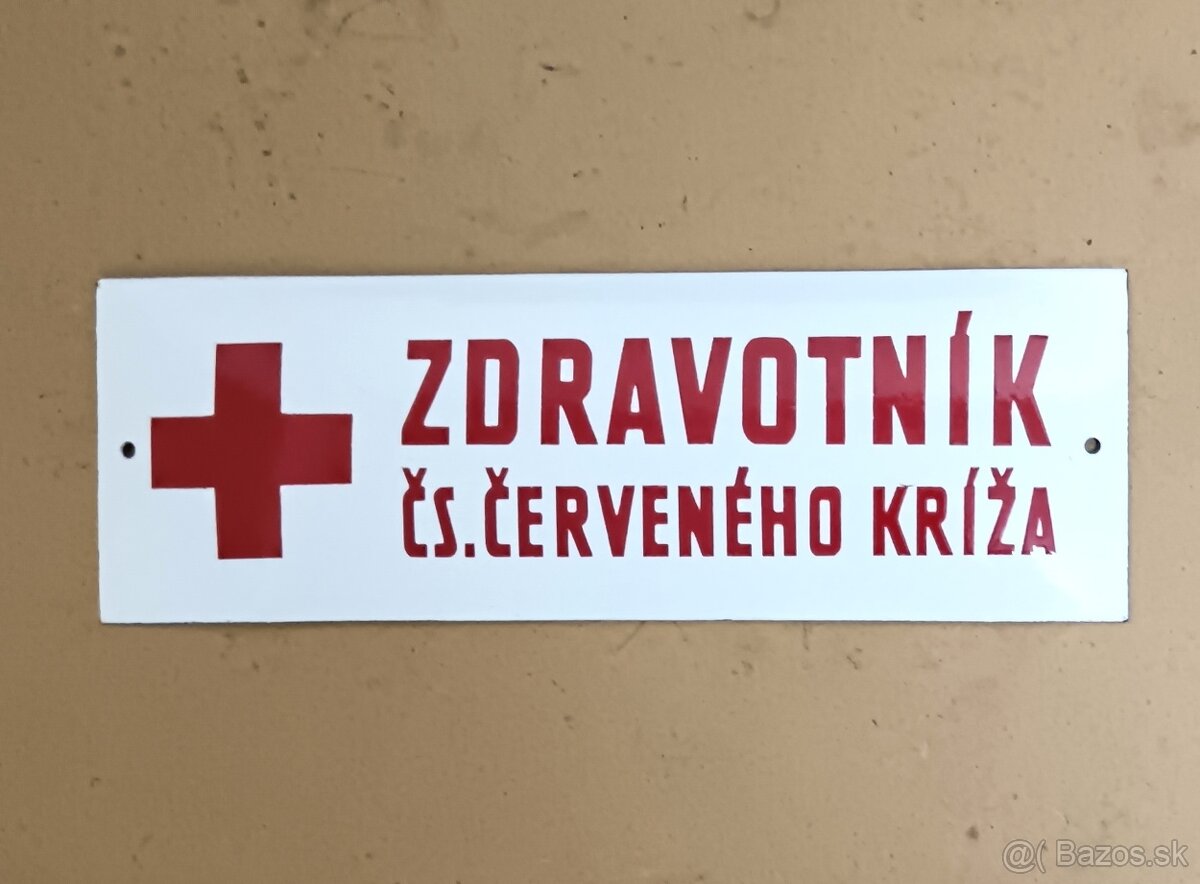 ZDRAVOTNÍK
ČS.ČERVENÉHO KRÍŽA
@( Bazos.sk